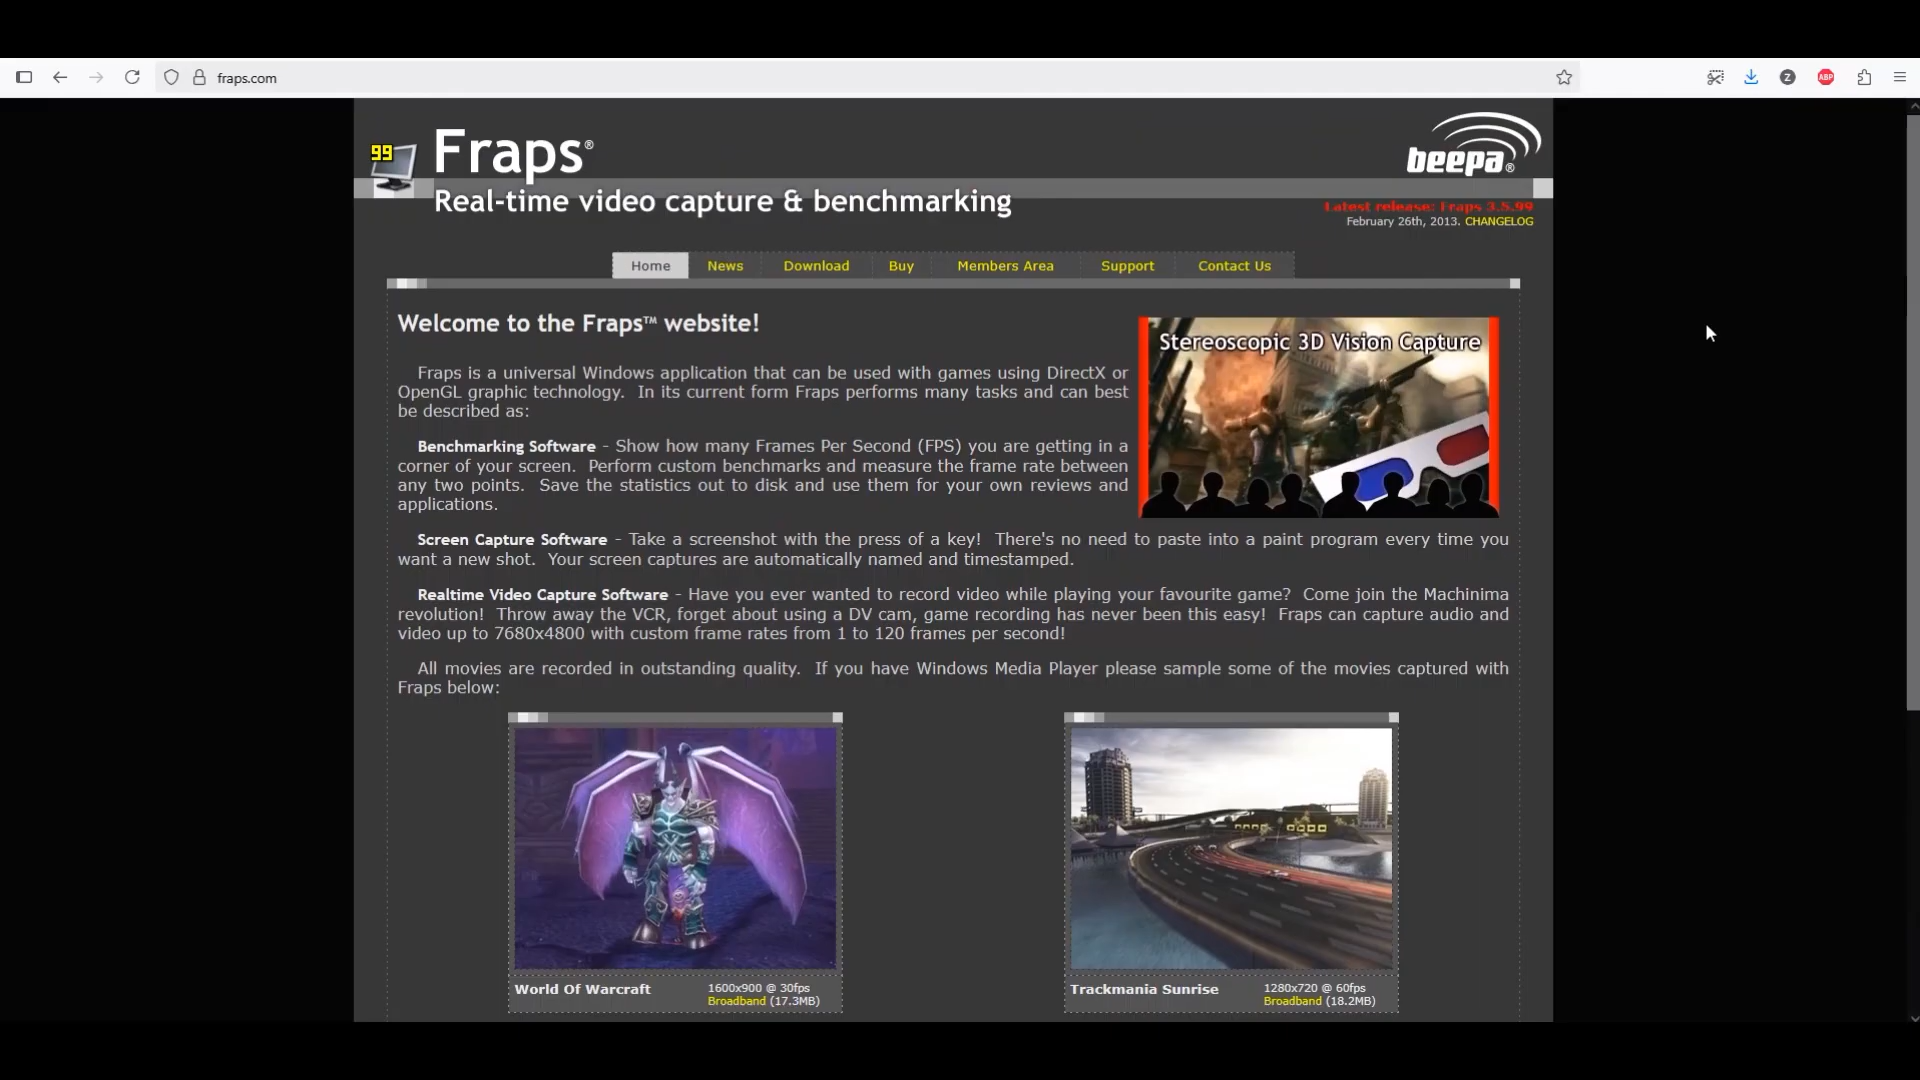 fraps.com
Z
ABP
99
Fraps®
beepa®
Real-time video capture & benchmarking
Latest release: Fraps 3.5.99
February 26th, 2013. CHANGELOG
Home News Download Buy Members Area Support Contact Us
Welcome to the Fraps™ website!
Stereoscopic 3D Vision Capture
Fraps is a universal Windows application that can be used with games using DirectX or
OpenGL graphic technology. In its current form Fraps performs many tasks and can best
be described as:
Benchmarking Software - Show how many Frames Per Second (FPS) you are getting in a
corner of your screen. Perform custom benchmarks and measure the frame rate between
any two points. Save the statistics out to disk and use them for your own reviews and
applications.
Screen Capture Software - Take a screenshot with the press of a key! There's no need to paste into a paint program every time you
want a new shot. Your screen captures are automatically named and timestamped.
Realtime Video Capture Software - Have you ever wanted to record video while playing your favourite game? Come join the Machinima
revolution! Throw away the VCR, forget about using a DV cam, game recording has never been this easy! Fraps can capture audio and
video up to 7680x4800 with custom frame rates from 1 to 120 frames per second!
All movies are recorded in outstanding quality. If you have Windows Media Player please sample some of the movies captured with
Fraps below:
World Of Warcraft 1600x900 @ 30fps
Broadband (17.3MB)
Trackmania Sunrise 1280x720 @ 60fps
Broadband (18.2MB)